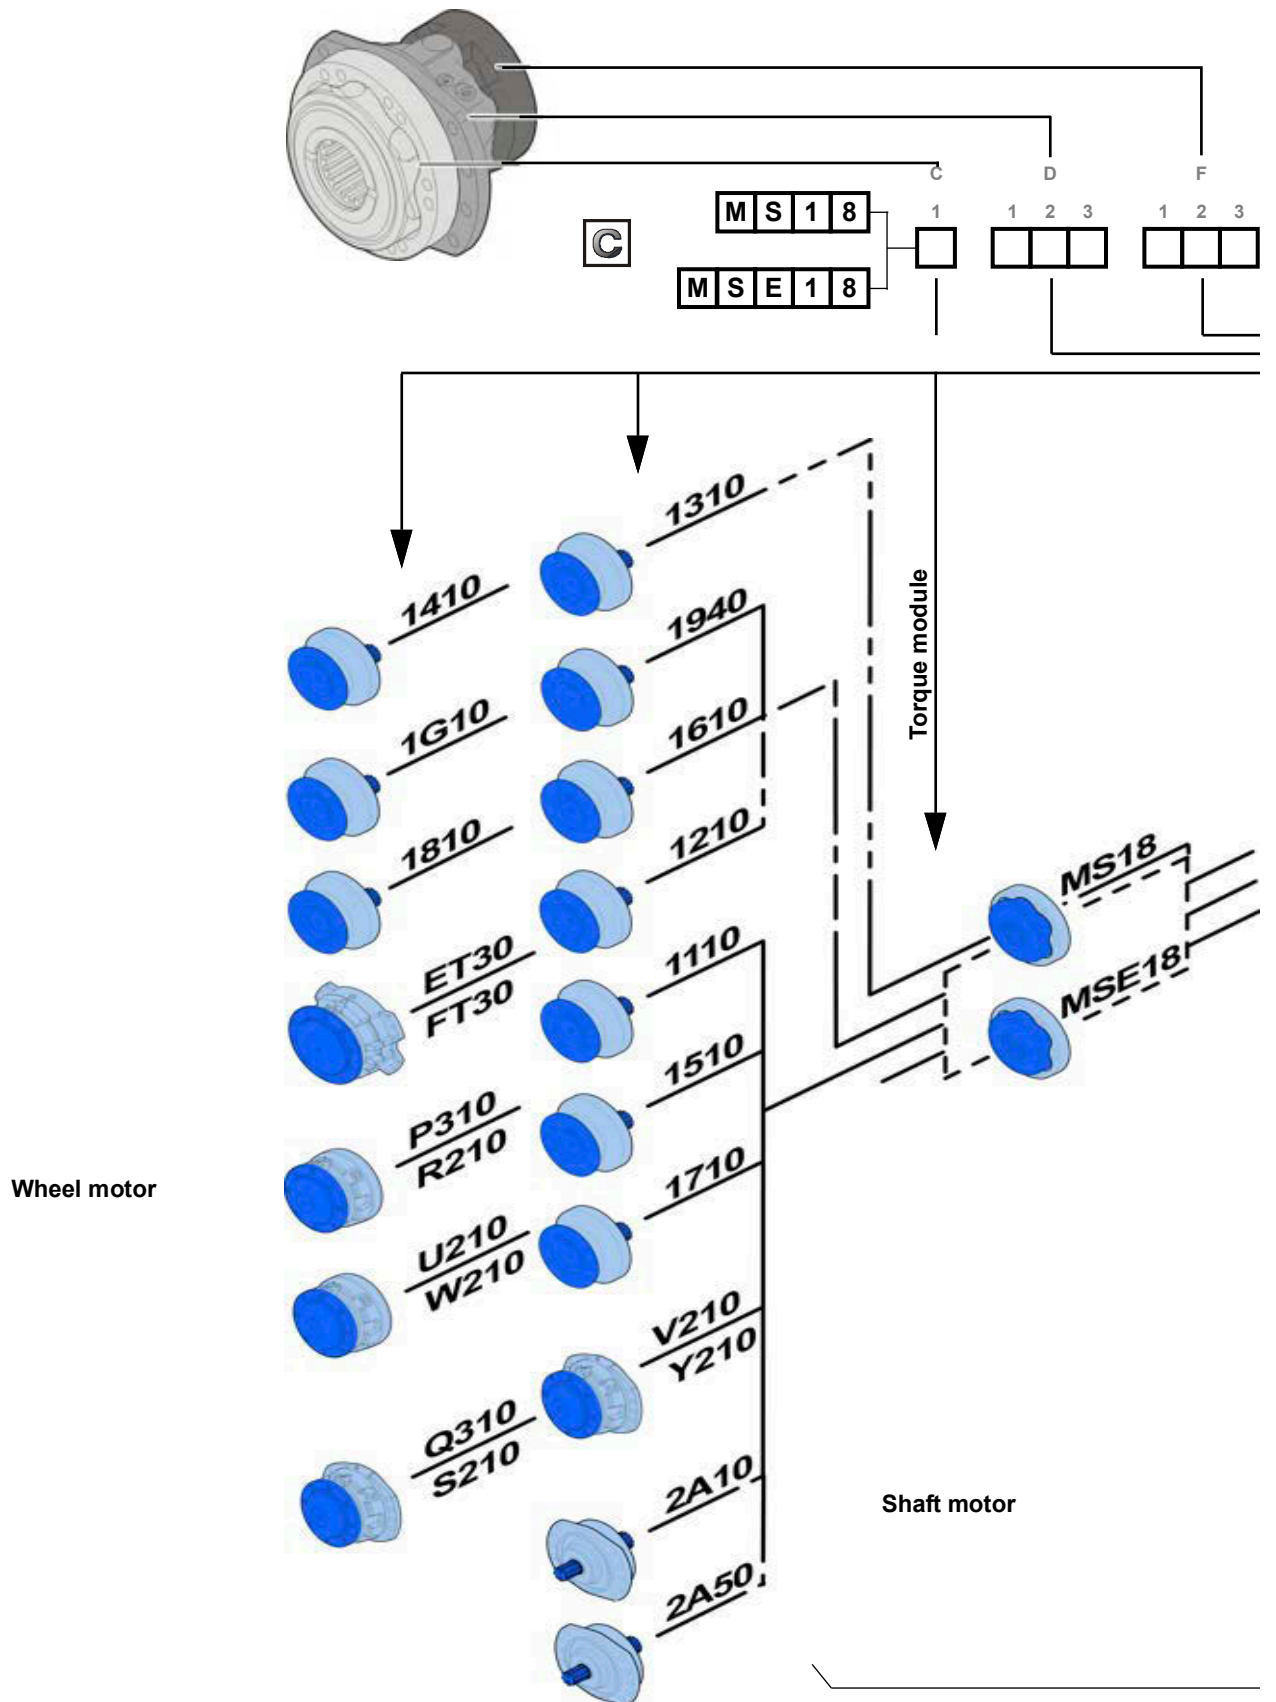 C D F
1 1 2 3 1 2 3
M S 1 8
C
M S E 1 8
1310
1410
1940
Torque module
1G10
1610
1810
1210
MS18
ET30
FT30
1110
MSE18
1510
P310
R210
1710
Wheel motor
U210
W210
V210
Y210
Q310
S210
2A10
Shaft motor
2A50